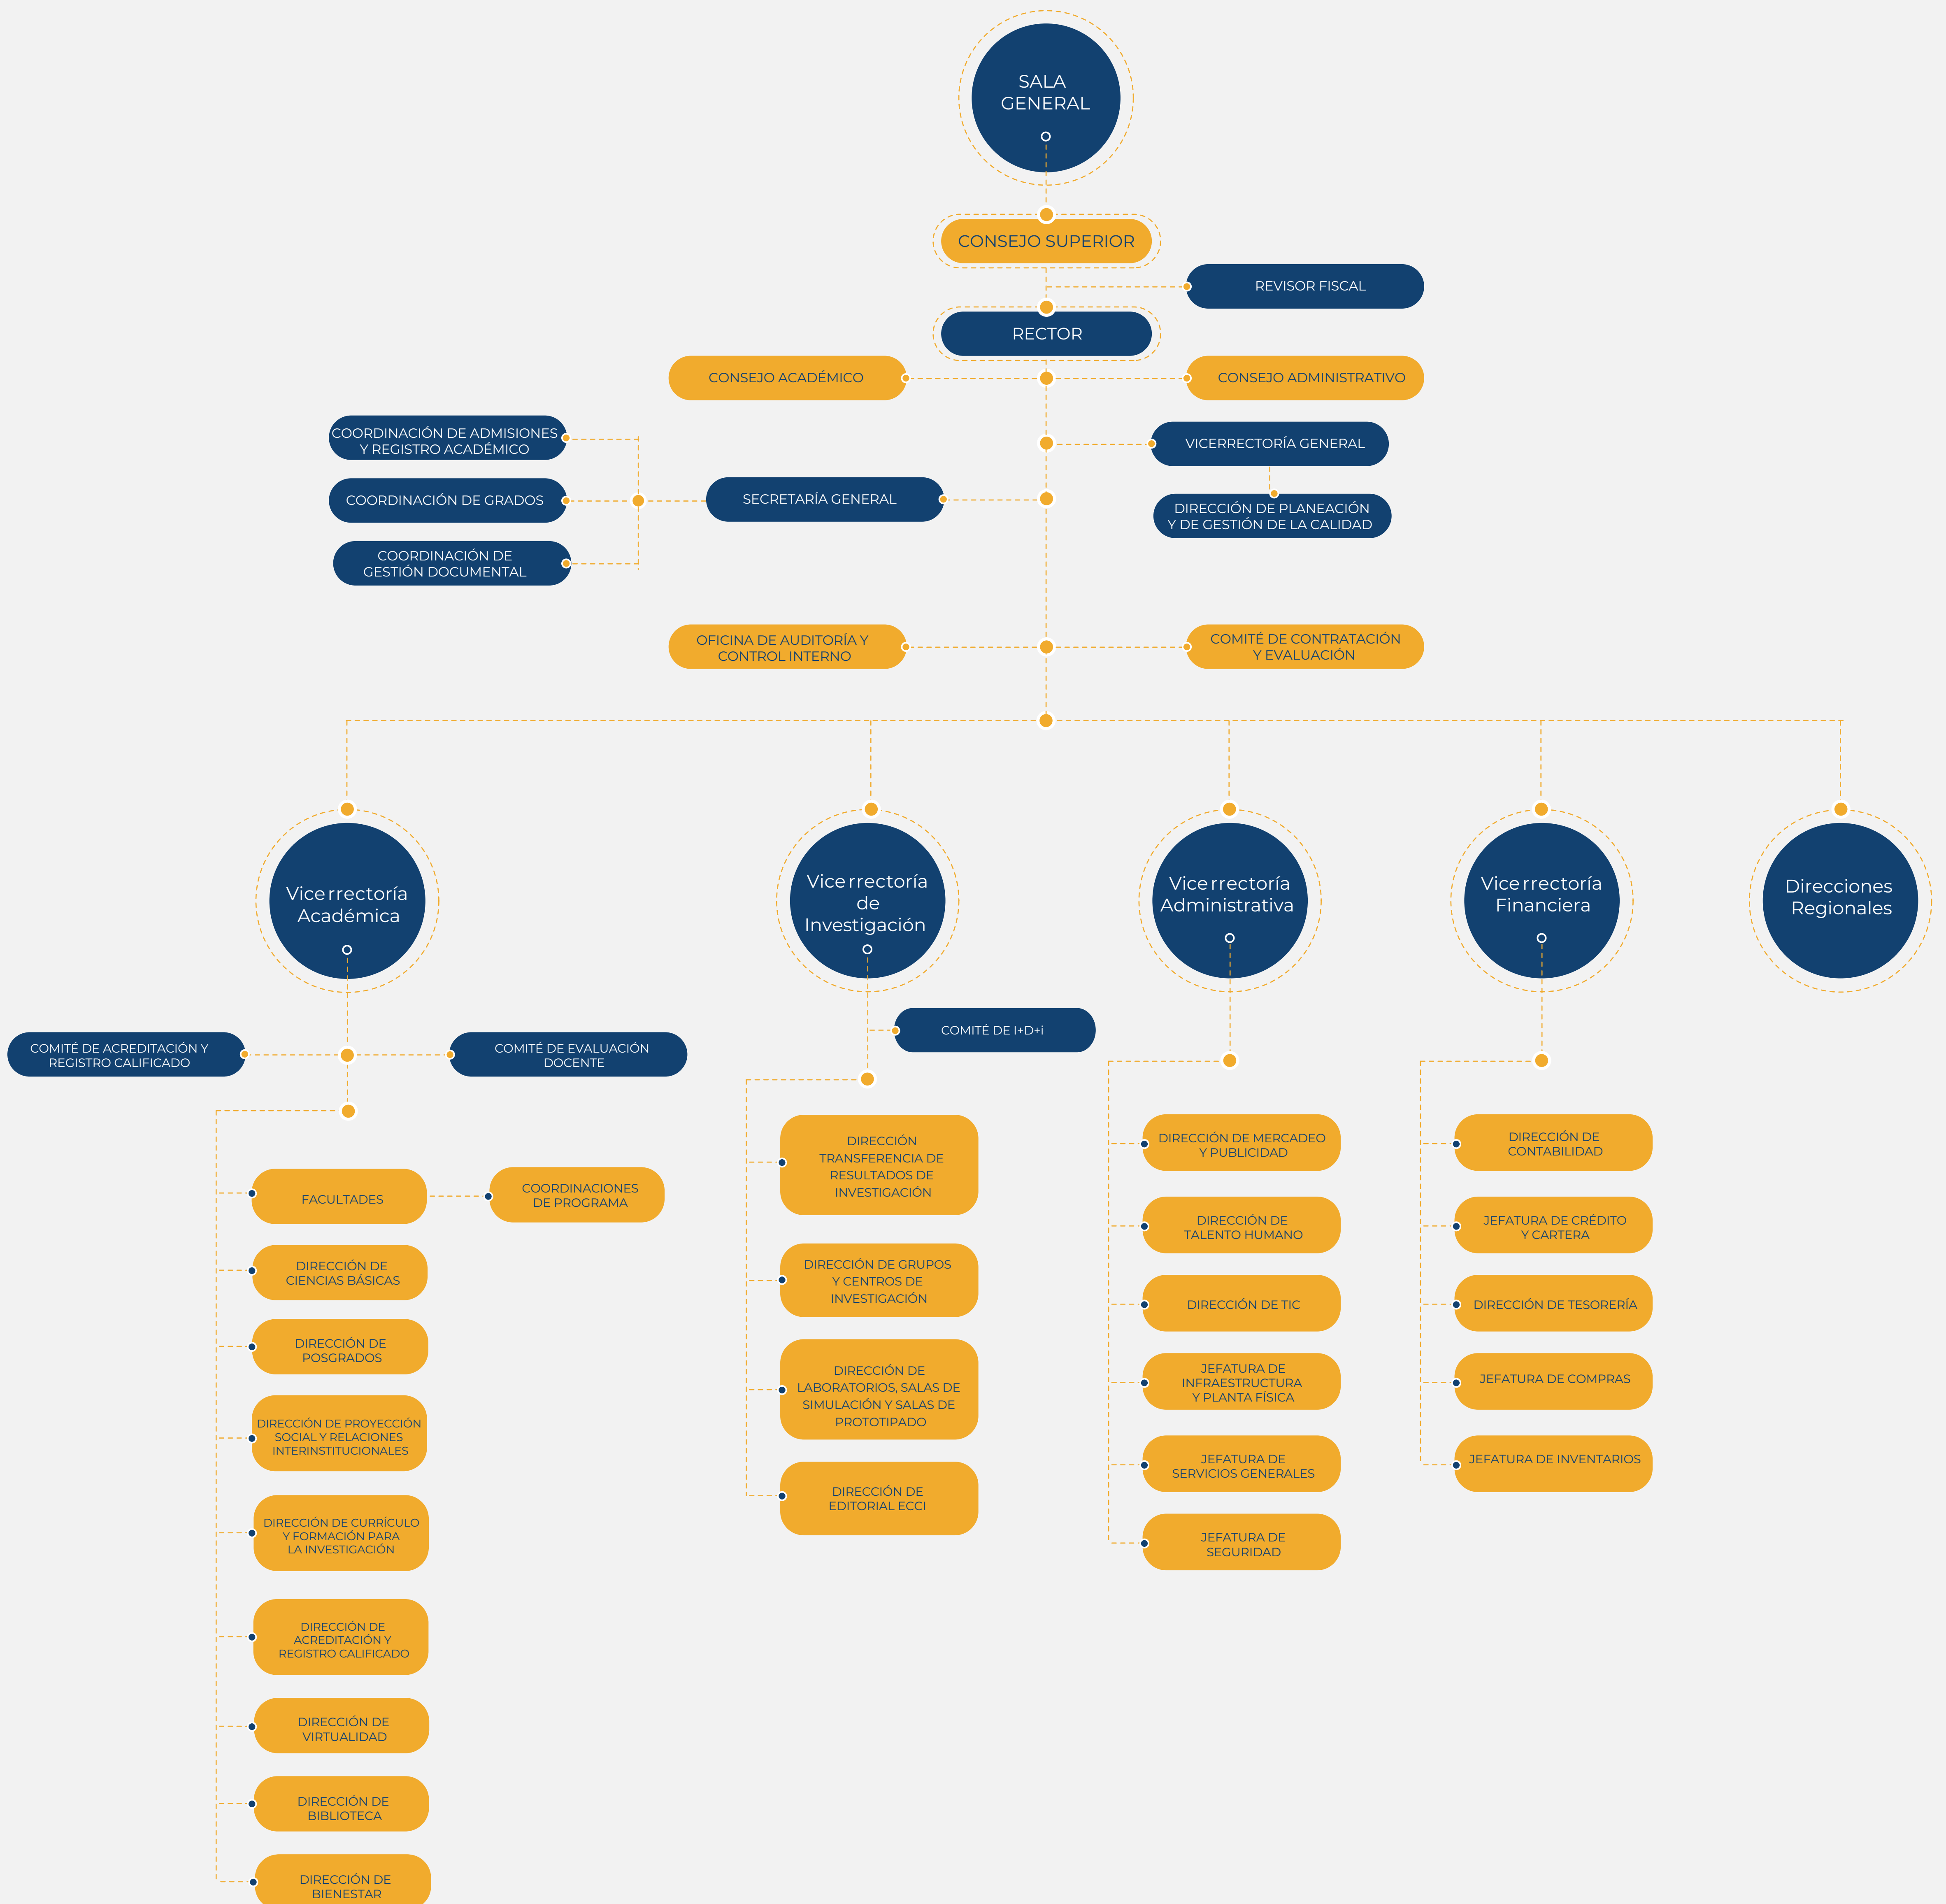 SALA
GENERAL
CONSEJO SUPERIOR
REVISOR FISCAL
RECTOR
CONSEJO ACADÉMICO
CONSEJO ADMINISTRATIVO
COORDINACIÓN DE ADMISIONES
Y REGISTRO ACADÉMICO
VICERRECTORÍA GENERAL
COORDINACIÓN DE GRADOS
SECRETARÍA GENERAL
DIRECCIÓN DE PLANEACIÓN
Y DE GESTIÓN DE LA CALIDAD
COORDINACIÓN DE
GESTIÓN DOCUMENTAL
OFICINA DE AUDITORÍA Y
CONTROL INTERNO
COMITÉ DE CONTRATACIÓN
Y EVALUACIÓN
Vicerrectoría
Académica
Vicerrectoría
de
Investigación
Vicerrectoría
Administrativa
Vicerrectoría
Financiera
Direcciones
Regionales
COMITÉ DE ACREDITACIÓN Y
REGISTRO CALIFICADO
COMITÉ DE EVALUACIÓN
DOCENTE
FACULTADES
COORDINACIONES
DE PROGRAMA
DIRECCIÓN DE
CIENCIAS BÁSICAS
DIRECCIÓN DE
POSGRADOS
DIRECCIÓN DE PROYECCIÓN
SOCIAL Y RELACIONES
INTERINSTITUCIONALES
DIRECCIÓN DE CURRÍCULO
Y FORMACIÓN PARA
LA INVESTIGACIÓN
DIRECCIÓN DE
ACREDITACIÓN Y
REGISTRO CALIFICADO
DIRECCIÓN DE
VIRTUALIDAD
DIRECCIÓN DE
BIBLIOTECA
DIRECCIÓN DE
BIENESTAR
COMITÉ DE I+D+i
DIRECCIÓN
TRANSFERENCIA DE
RESULTADOS DE
INVESTIGACIÓN
DIRECCIÓN DE GRUPOS
Y CENTROS DE
INVESTIGACIÓN
DIRECCIÓN DE
LABORATORIOS, SALAS DE
SIMULACIÓN Y SALAS DE
PROTOTIPADO
DIRECCIÓN DE
EDITORIAL ECCI
DIRECCIÓN DE MERCADEO
Y PUBLICIDAD
DIRECCIÓN DE
TALENTO HUMANO
DIRECCIÓN DE TIC
JEFATURA DE
INFRAESTRUCTURA
Y PLANTA FÍSICA
JEFATURA DE
SERVICIOS GENERALES
JEFATURA DE
SEGURIDAD
DIRECCIÓN DE
CONTABILIDAD
JEFATURA DE CRÉDITO
Y CARTERA
DIRECCIÓN DE TESORERÍA
JEFATURA DE COMPRAS
JEFATURA DE INVENTARIOS